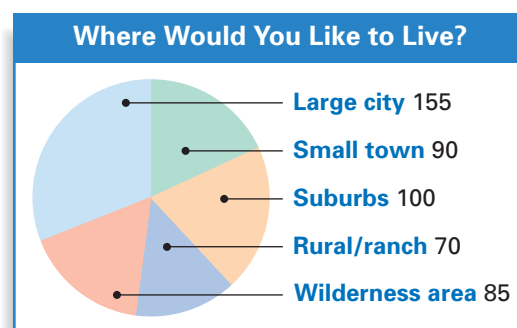 Where Would You Like to Live?
Large city 155
Small town 90
Suburbs 100
Rural/ranch 70
Wilderness area 85